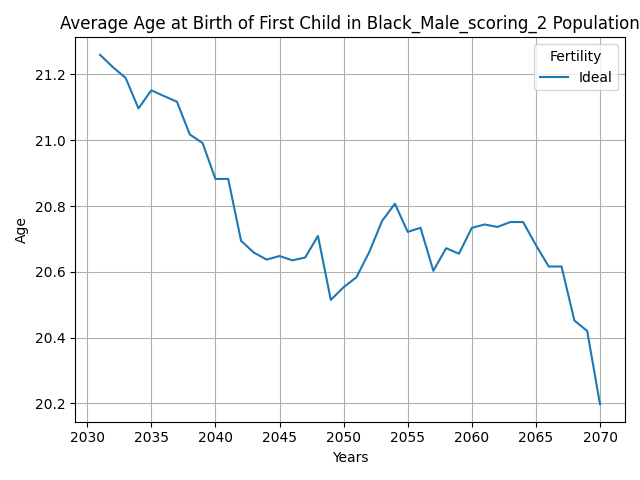 Average Age at Birth of First Child in Black_Male_scoring_2 Population
Fertility
Ideal
Age
21.2
21.0
20.8
20.6
20.4
20.2
2030 2035 2040 2045 2050 2055 2060 2065 2070
Years